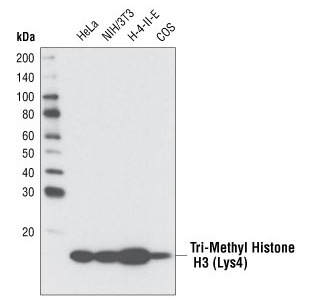 kDa
HeLa
NIH/3T3
H-4-II-E
COS
200
140
100
80
60
50
40
30
20
Tri-Methyl Histone
H3 (Lys4)